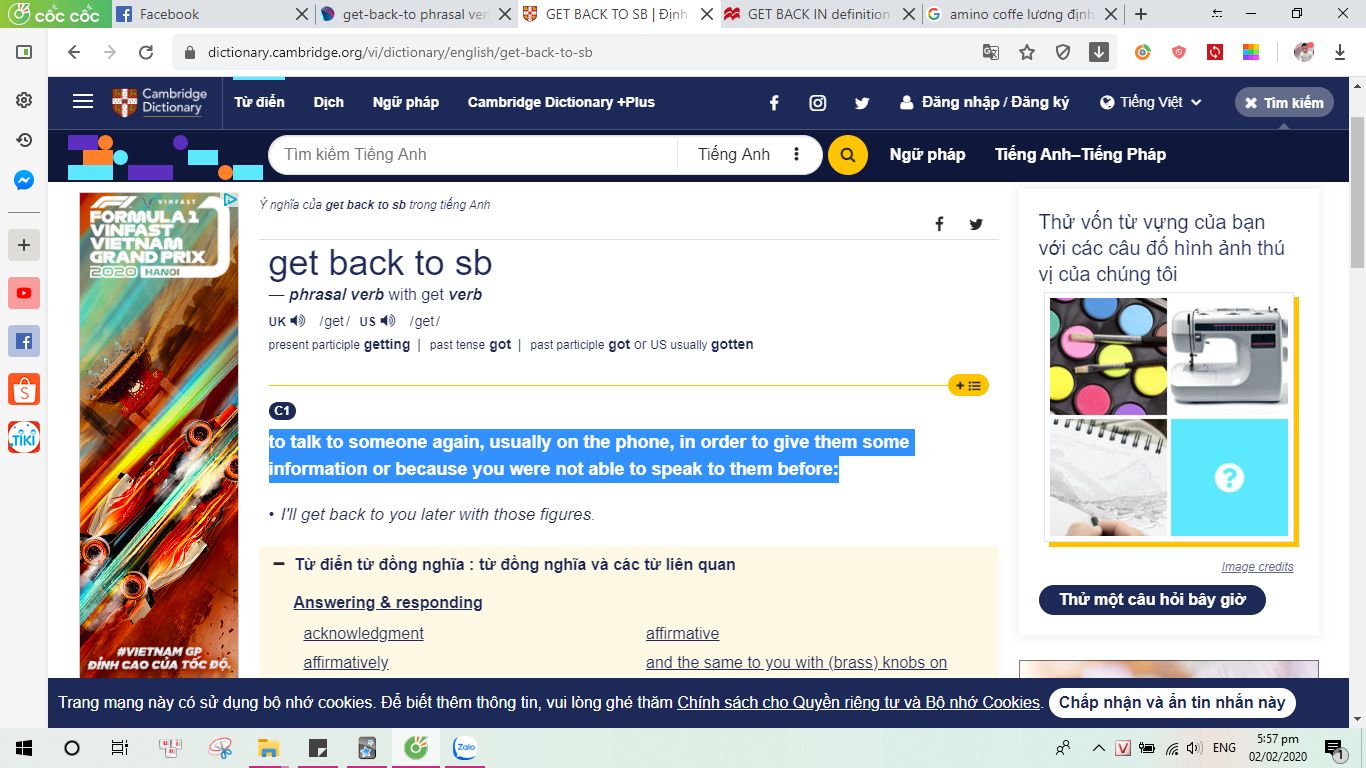 cốc cốc
Facebook
get-back-to phrasal ver
GET BACK TO SB | Định
GET BACK IN definition
amino coffe lương định
dictionary.cambridge.org/vi/dictionary/english/get-back-to-sb
Cambridge
Dictionary
Từ điển
Dịch
Ngữ pháp
Cambridge Dictionary +Plus
Đăng nhập / Đăng ký
Tiếng Việt
Tìm kiếm
Tìm kiếm Tiếng Anh
Tiếng Anh
Ngữ pháp
Tiếng Anh–Tiếng Pháp
VINFAST
FORMULA 1
VINFAST
VIETNAM
GRAND PRIX
2020 HANOI
#VIETNAM GP
ĐỈNH CAO CỦA TỐC ĐỘ.
Ý nghĩa của get back to sb trong tiếng Anh
get back to sb
— phrasal verb with get verb
UK /get/ US /get/
present participle getting | past tense got | past participle got or US usually gotten
C1
to talk to someone again, usually on the phone, in order to give them some
information or because you were not able to speak to them before:
• I'll get back to you later with those figures.
Từ điển từ đồng nghĩa : từ đồng nghĩa và các từ liên quan
Answering & responding
acknowledgment
affirmative
affirmatively
and the same to you with (brass) knobs on
Thử vốn từ vựng của bạn
với các câu đố hình ảnh thú
vị của chúng tôi
?
Image credits
Thử một câu hỏi bây giờ
TiKi
Trang mạng này có sử dụng bộ nhớ cookies. Để biết thêm thông tin, vui lòng ghé thăm Chính sách cho Quyền riêng tư và Bộ nhớ Cookies.
Chấp nhận và ẩn tin nhắn này
Zalo
V
ENG
5:57 pm
02/02/2020
1